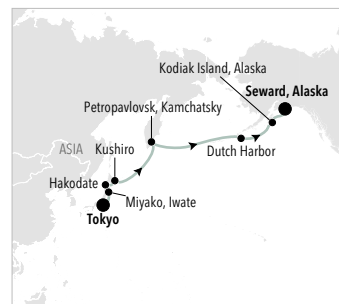 Kodiak Island, Alaska
Seward, Alaska
Petropavlovsk, Kamchatsky
ASIA
Kushiro
Dutch Harbor
Hakodate
Miyako, Iwate
Tokyo